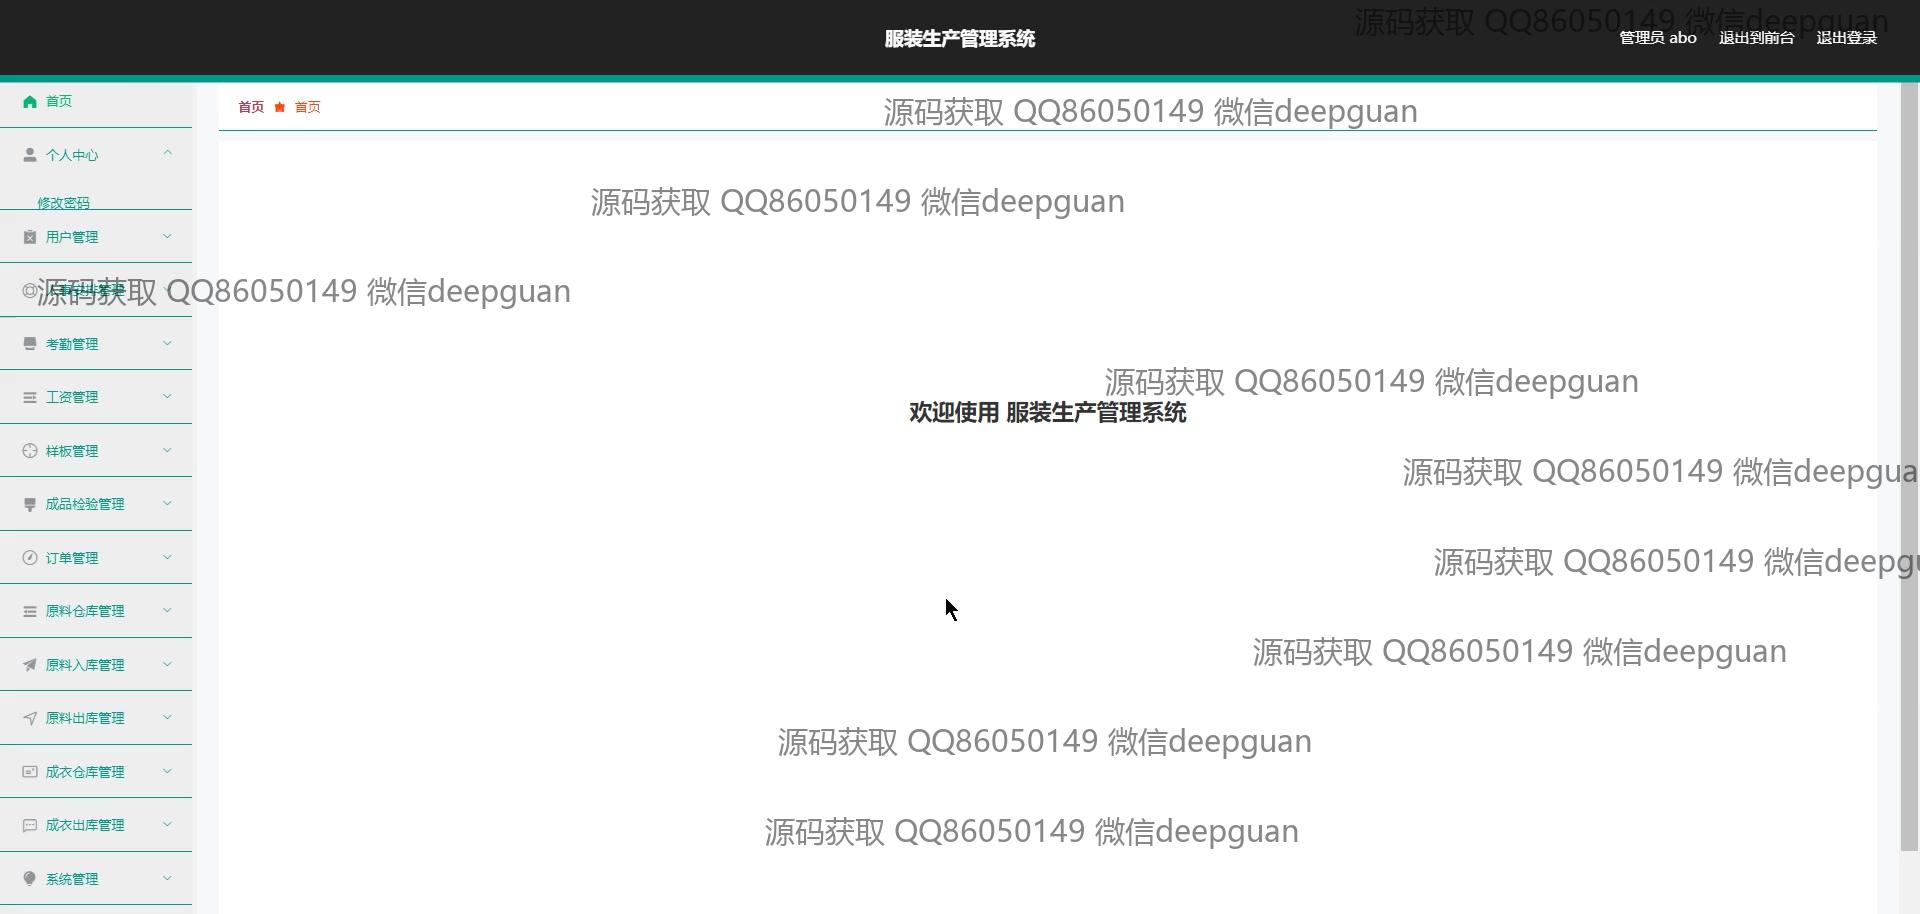 服装生产管理系统
源码获取 QQ86050149 微信deepguan
管理员 abo 退出到前台 退出登录
首页
首页 首页
源码获取 QQ86050149 微信deepguan
个人中心
修改密码
源码获取 QQ86050149 微信deepguan
用户管理
源码获取 QQ86050149 微信deepguan
考勤管理
源码获取 QQ86050149 微信deepguan
工资管理
欢迎使用 服装生产管理系统
样板管理
源码获取 QQ86050149 微信deepgua
成品检验管理
订单管理
源码获取 QQ86050149 微信deepgu
原料仓库管理
原料入库管理
源码获取 QQ86050149 微信deepguan
原料出库管理
源码获取 QQ86050149 微信deepguan
成衣仓库管理
成衣出库管理
源码获取 QQ86050149 微信deepguan
系统管理